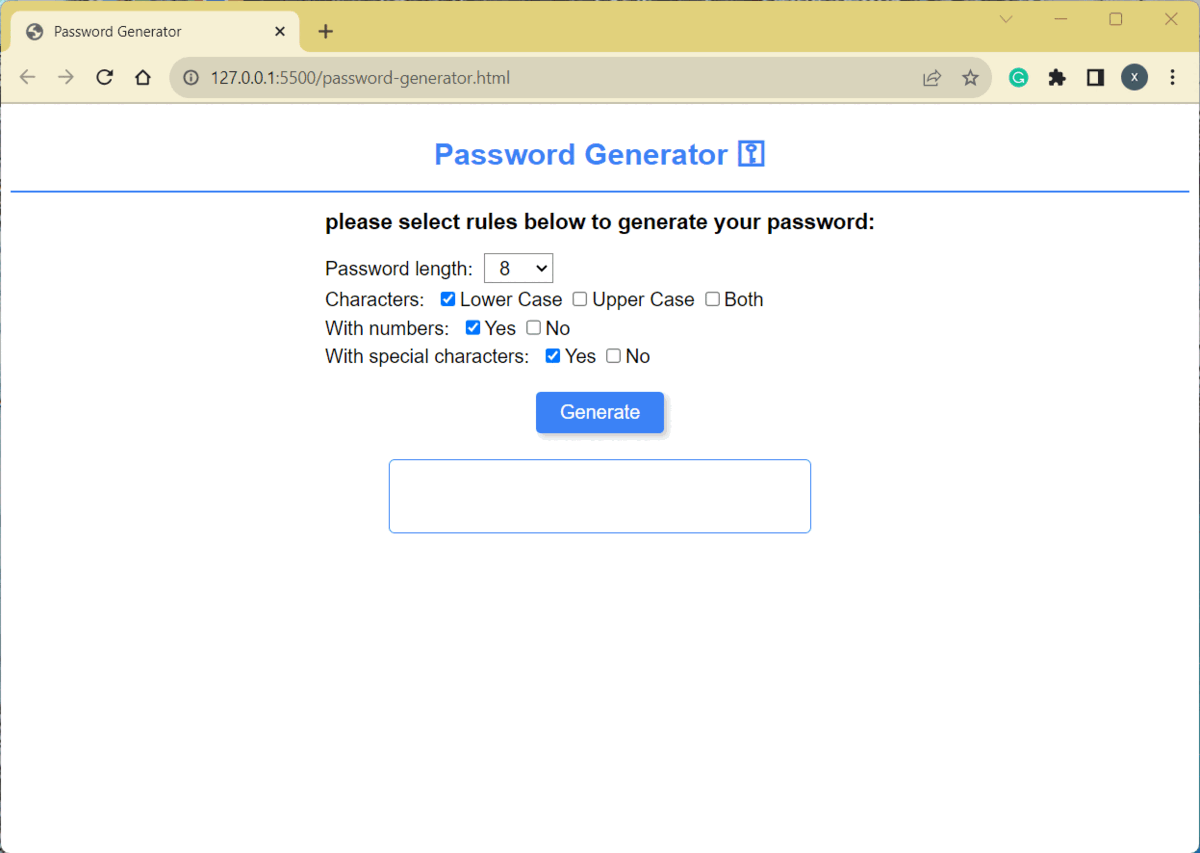 Password Generator
127.0.0.1:5500/password-generator.html
X
Password Generator
please select rules below to generate your password:
Password length: 8
Characters: Lower Case Upper Case Both
With numbers: Yes No
With special characters: Yes No
Generate